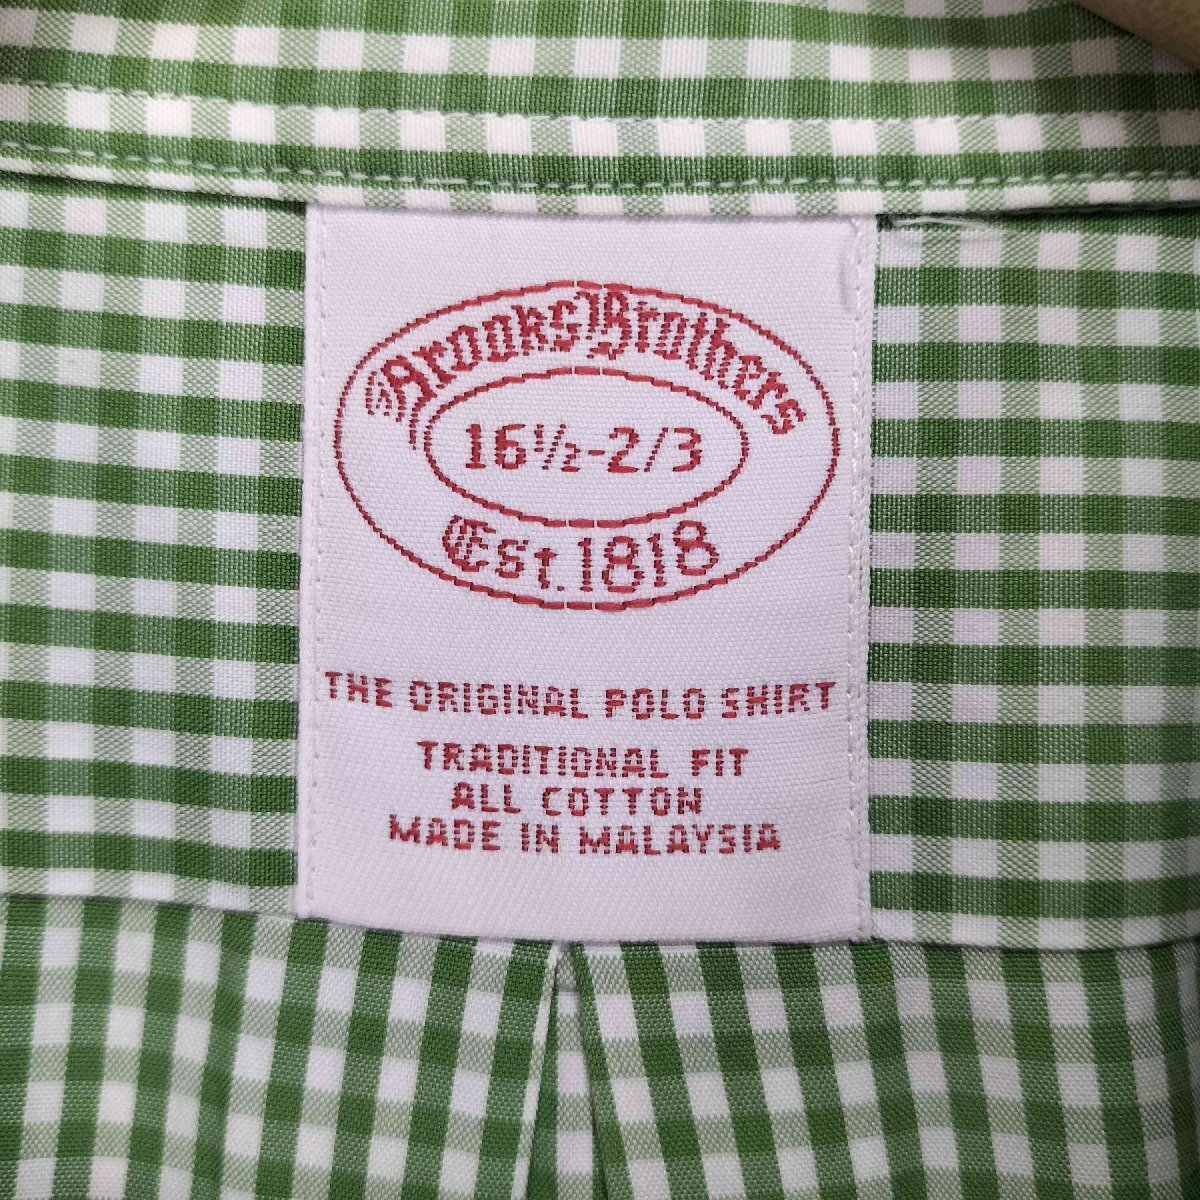 Brooks Brothers
16½-2/3
Est. 1818
THE ORIGINAL POLO SHIRT
TRADITIONAL FIT
ALL COTTON
MADE IN MALAYSIA